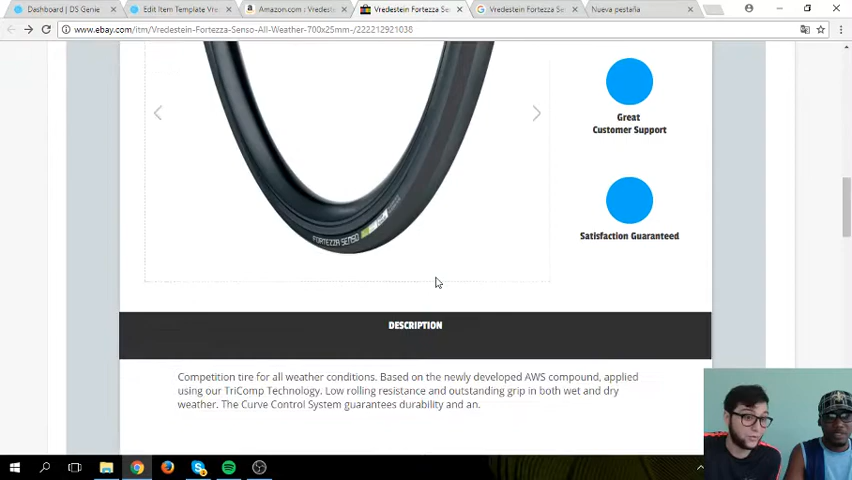 Dashboard | DS Genie
Edit Item Template Vre
Amazon.com : Vredeste
Vredestein Fortezza Sen
Vredestein Fortezza Sen
Nueva pestaña
www.ebay.com/itm/Vredestein-Fortezza-Senso-All-Weather-700x25mm-/222212921038
FORTEZZA SENSO
Great
Customer Support
Satisfaction Guaranteed
DESCRIPTION
Competition tire for all weather conditions. Based on the newly developed AWS compound, applied
using our TriComp Technology. Low rolling resistance and outstanding grip in both wet and dry
weather. The Curve Control System guarantees durability and an.